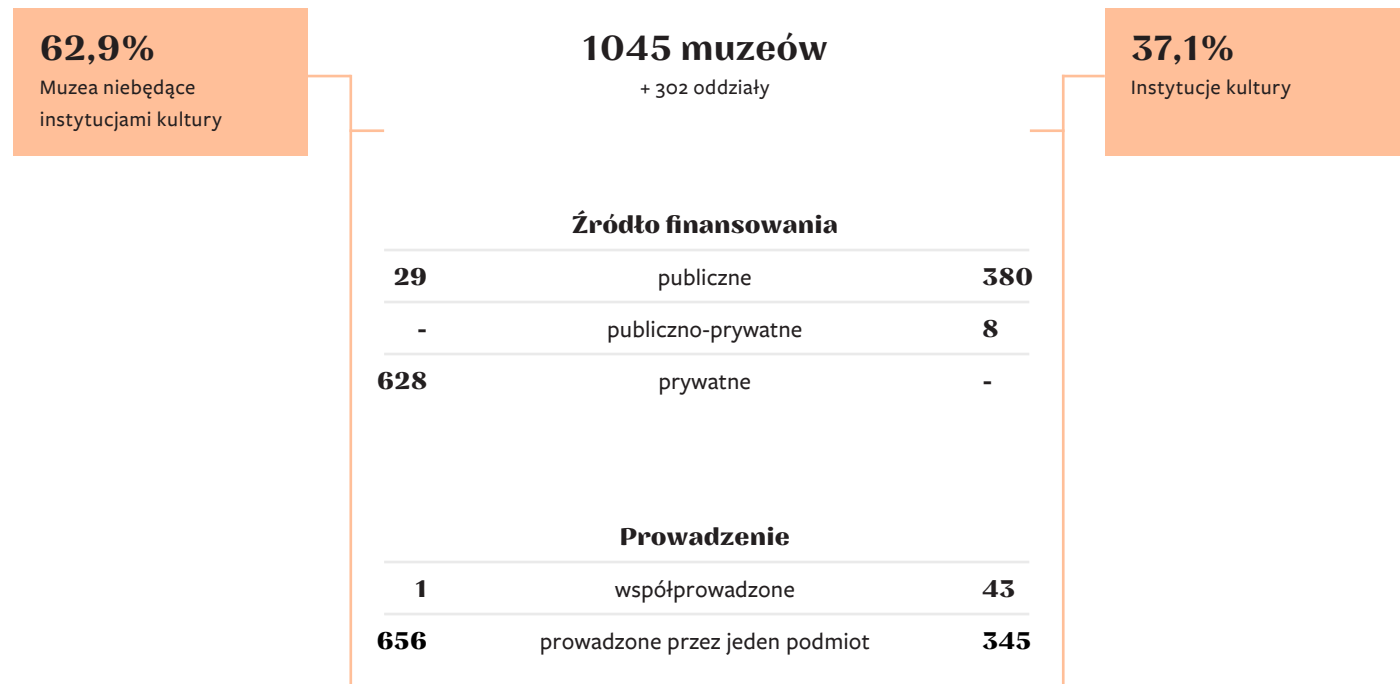 62,9%
Muzea niebędące
instytucjami kultury
1045 muzeów
+ 302 oddziały
37,1%
Instytucje kultury
Źródło finansowania
29 publiczne 380
- publiczno-prywatne 8
628 prywatne -
Prowadzenie
1 współprowadzone 43
656 prowadzone przez jeden podmiot 345